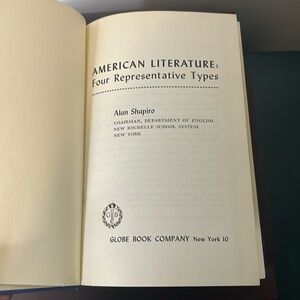 AMERICAN LITERATURE:
Four Representative Types
Alan Shapiro
CHAIRMAN, DEPARTMENT OF ENGLISH
NEW ROCHELLE SCHOOL SYSTEM
NEW YORK
GLOBE BOOK COMPANY New York 10